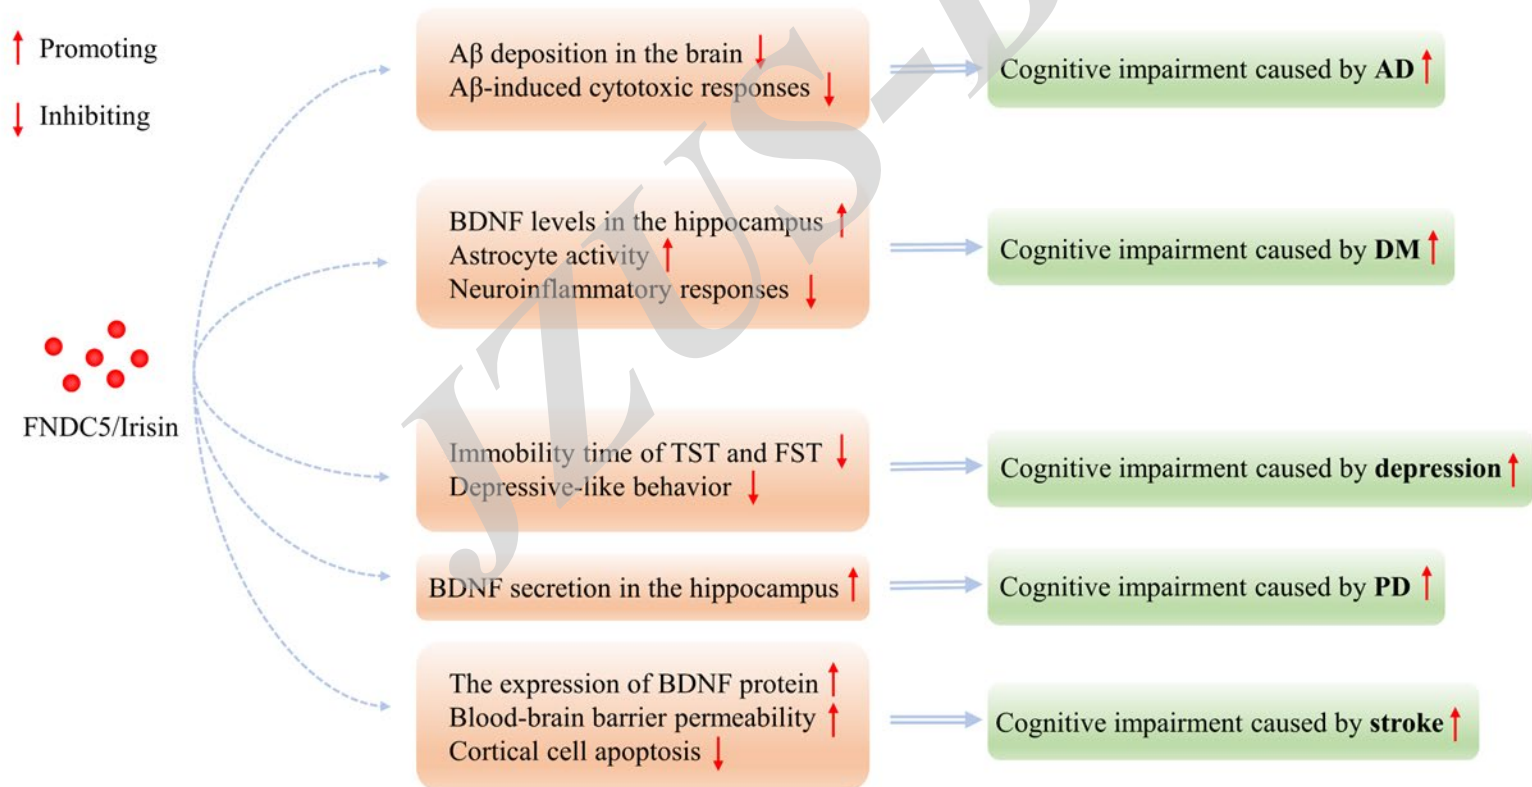 ↑ Promoting
↓ Inhibiting
FNDC5/Irisin
Aβ deposition in the brain ↓
Aβ-induced cytotoxic responses ↓
Cognitive impairment caused by AD ↑
BDNF levels in the hippocampus ↑
Astrocyte activity ↑
Neuroinflammatory responses ↓
Cognitive impairment caused by DM ↑
Immobility time of TST and FST ↓
Depressive-like behavior ↓
Cognitive impairment caused by depression ↑
BDNF secretion in the hippocampus ↑
Cognitive impairment caused by PD ↑
The expression of BDNF protein ↑
Blood-brain barrier permeability ↑
Cortical cell apoptosis ↓
Cognitive impairment caused by stroke ↑
JZUS-B